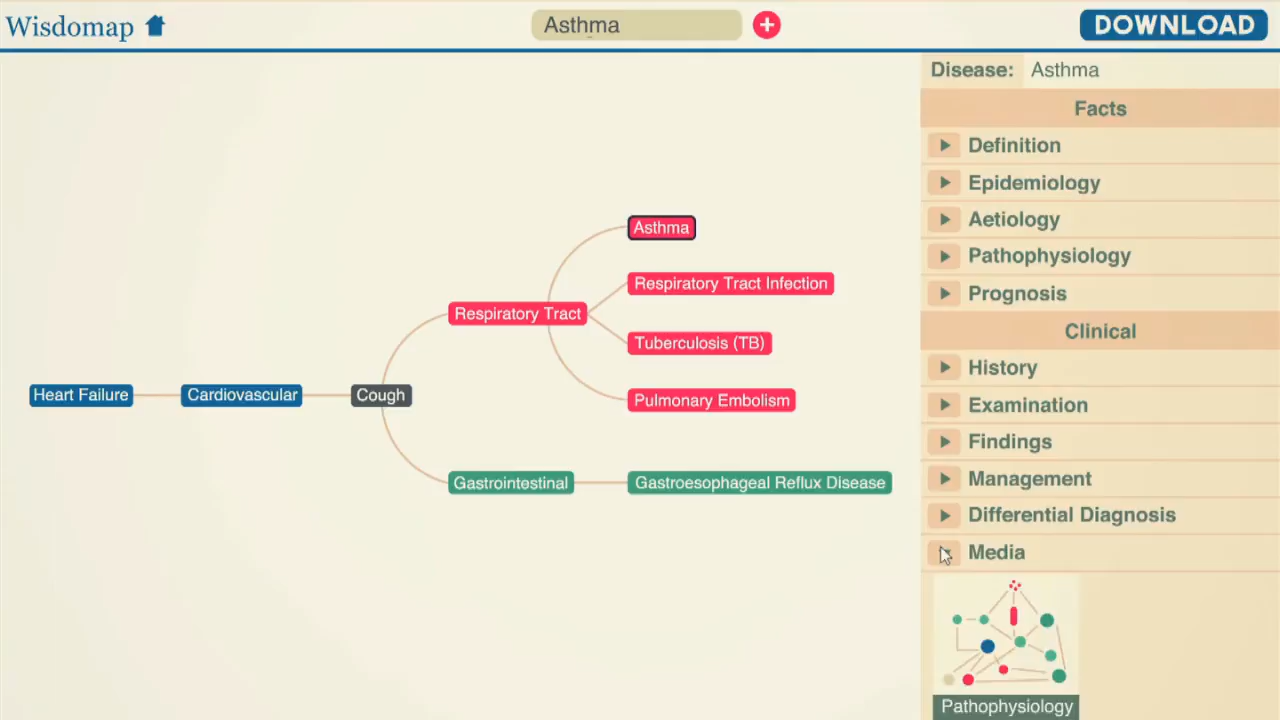 Wisdomap
Asthma
+
DOWNLOAD
Disease: Asthma
Facts
Definition
Epidemiology
Aetiology
Pathophysiology
Prognosis
Clinical
History
Examination
Findings
Management
Differential Diagnosis
Media
Pathophysiology
Asthma
Respiratory Tract Infection
Respiratory Tract
Tuberculosis (TB)
Heart Failure
Cardiovascular
Cough
Pulmonary Embolism
Gastrointestinal
Gastroesophageal Reflux Disease